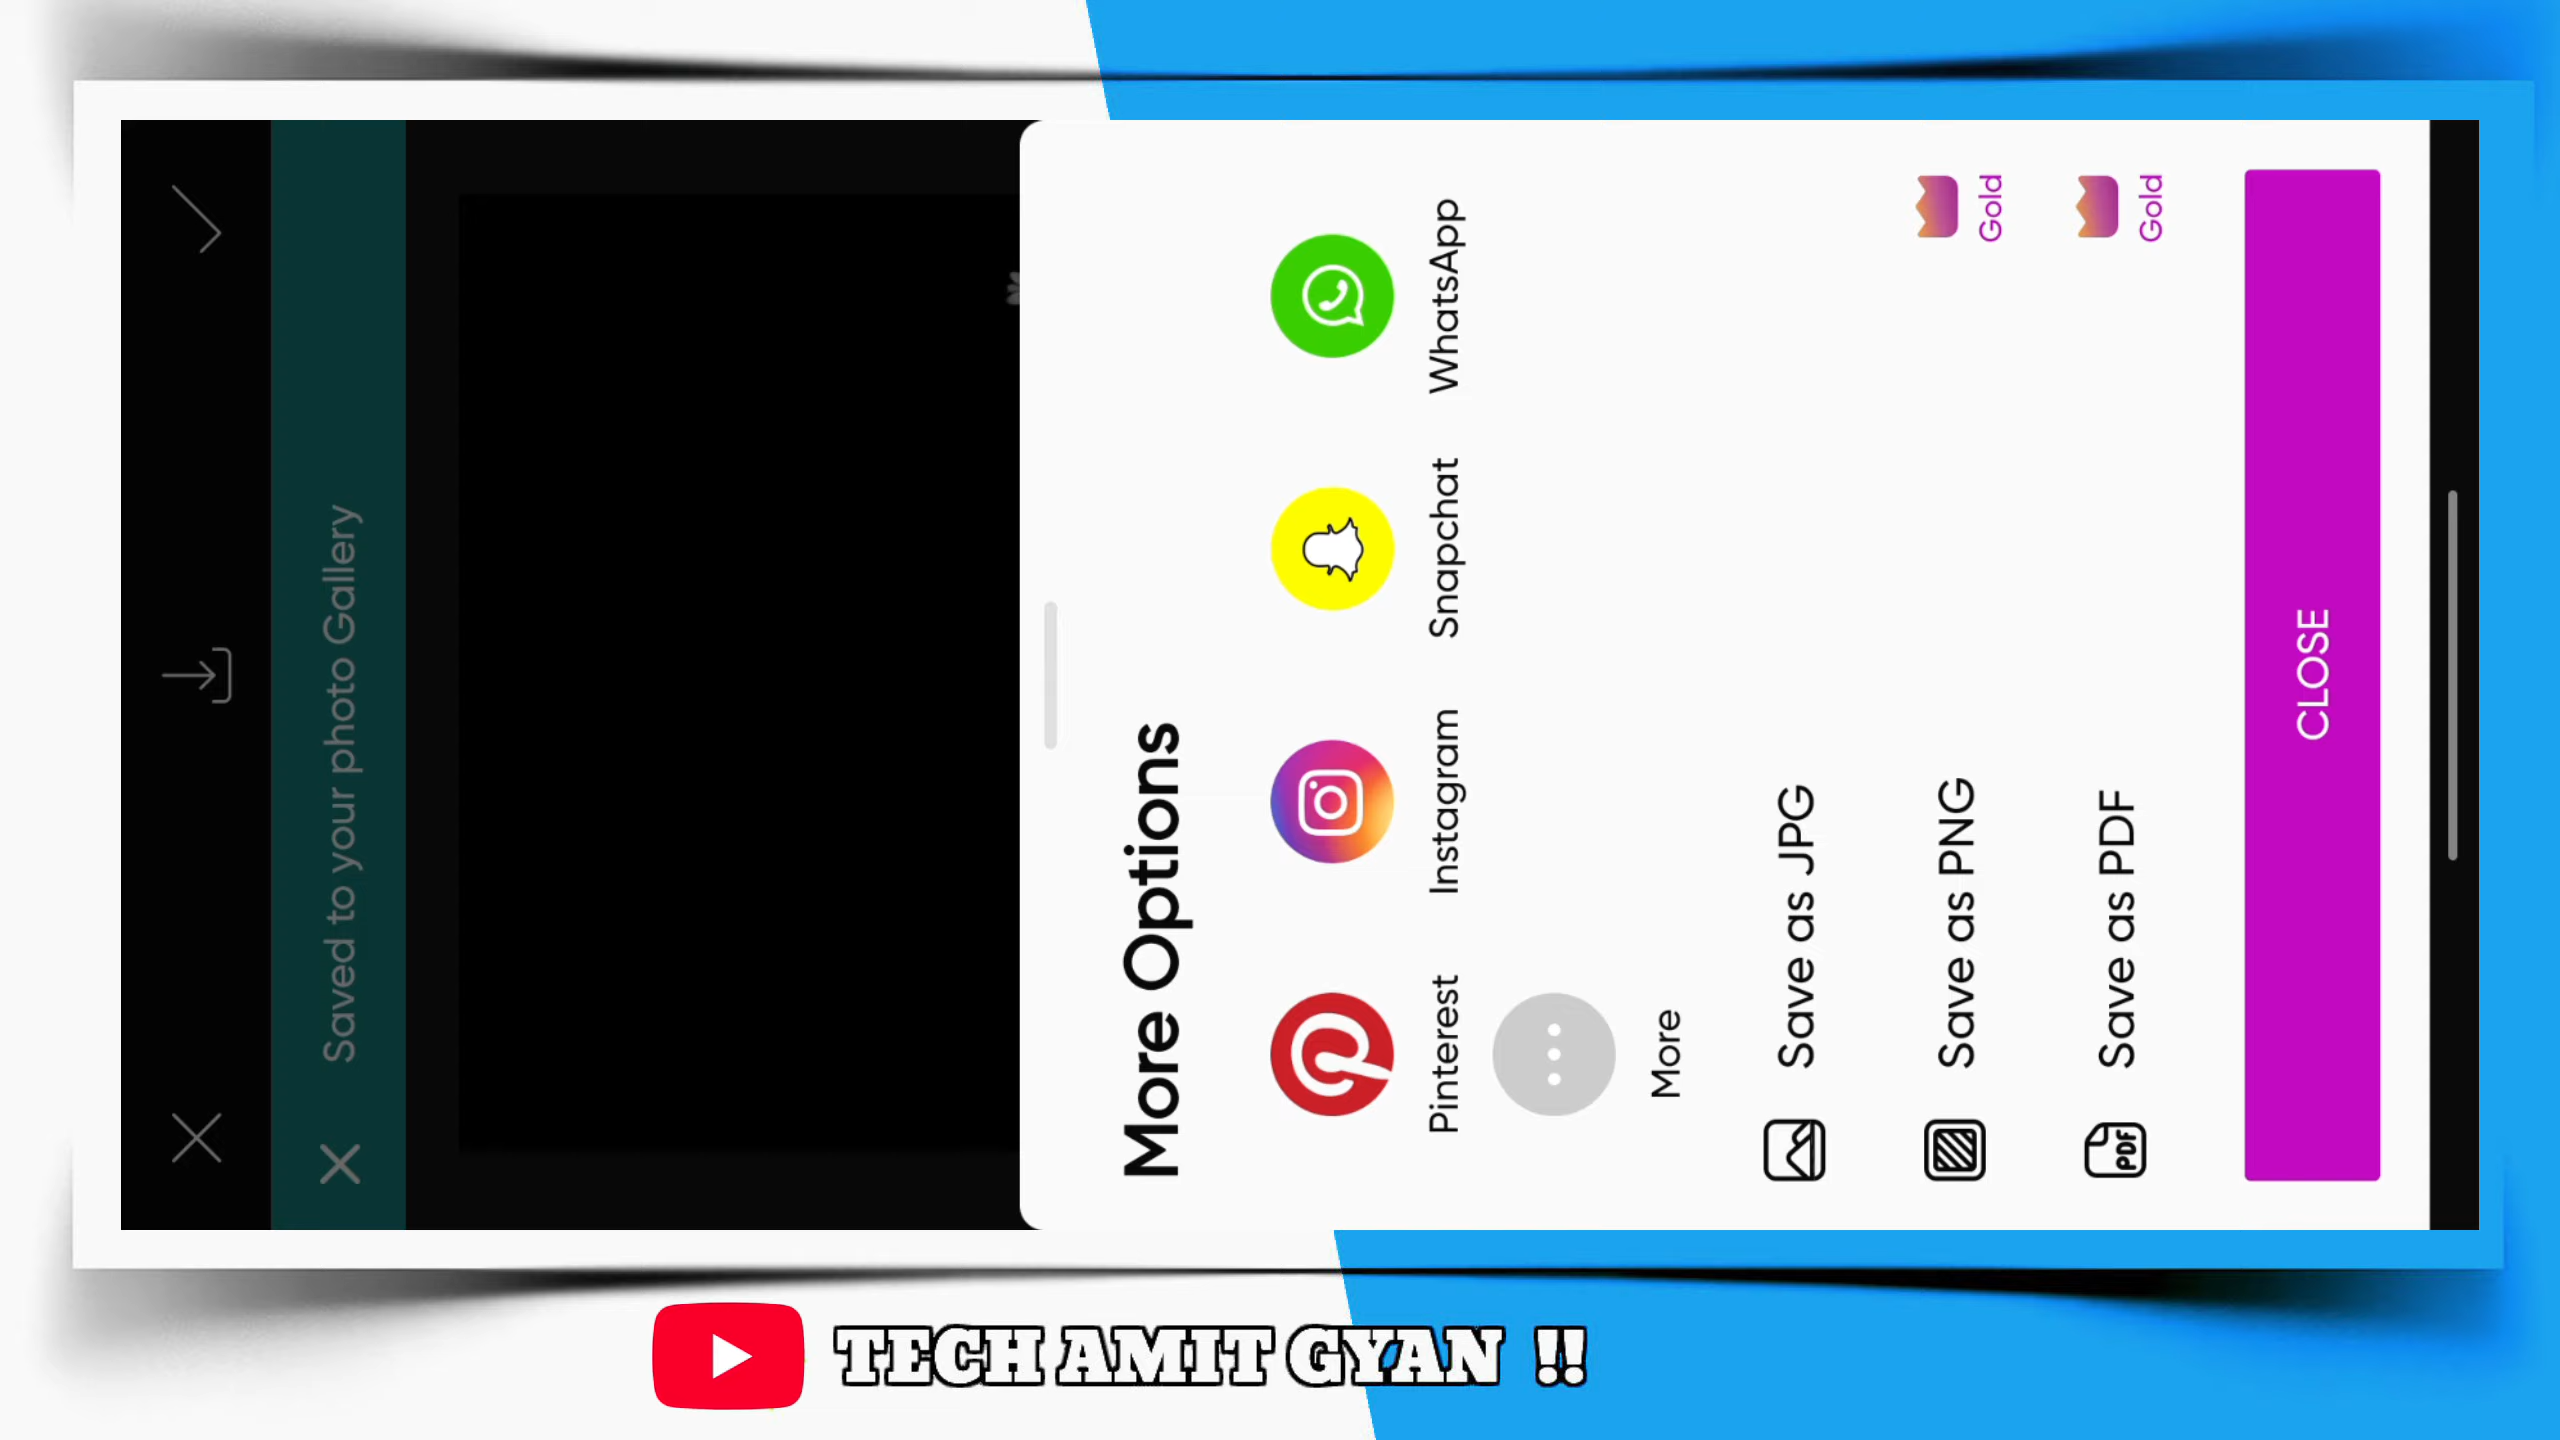 Saved to your photo Gallery
More Options
Pinterest
Instagram
Snapchat
WhatsApp
More
Save as JPG
Save as PNG
Gold
Save as PDF
Gold
PDF
CLOSE
TECH AMIT GYAN !!